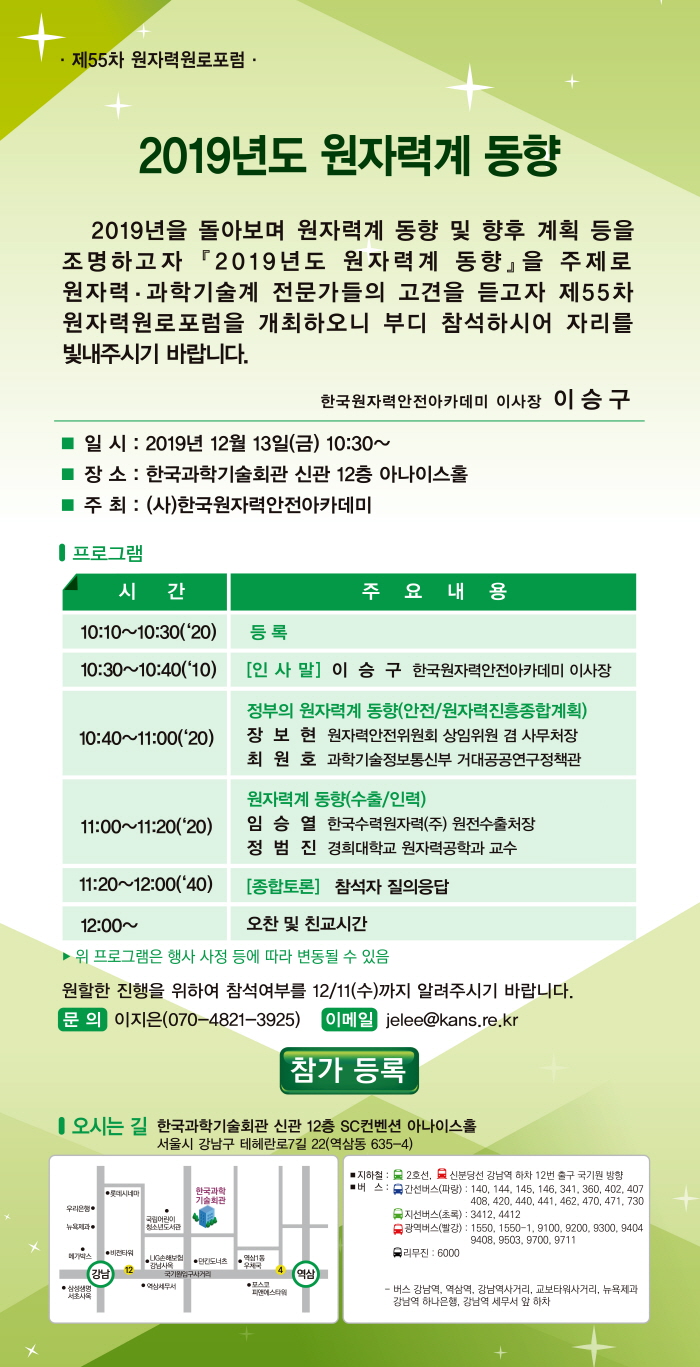 · 제55차 원자력원로포럼 ·
2019년도 원자력계 동향
2019년을 돌아보며 원자력계 동향 및 향후 계획 등을
조명하고자 『2019년도 원자력계 동향』을 주제로
원자력·과학기술계 전문가들의 고견을 듣고자 제55차
원자력원로포럼을 개최하오니 부디 참석하시어 자리를
빛내주시기 바랍니다.
한국원자력안전아카데미 이사장 이 승 구
■ 일 시 : 2019년 12월 13일(금) 10:30~
■ 장 소 : 한국과학기술회관 신관 12층 아나이스홀
■ 주 최 : (사)한국원자력안전아카데미
프로그램
시 간 주 요 내 용
10:10~10:30(‘20) 등 록
10:30~10:40(‘10) [인 사 말] 이 승 구 한국원자력안전아카데미 이사장
10:40~11:00(‘20) 정부의 원자력계 동향(안전/원자력진흥종합계획)
장 보 현 원자력안전위원회 상임위원 겸 사무처장
최 원 호 과학기술정보통신부 거대공공연구정책관
11:00~11:20(‘20) 원자력계 동향(수출/인력)
임 승 열 한국수력원자력(주) 원전수출처장
정 범 진 경희대학교 원자력공학과 교수
11:20~12:00(‘40) [종합토론] 참석자 질의응답
12:00~ 오찬 및 친교시간
▶ 위 프로그램은 행사 사정 등에 따라 변동될 수 있음
원할한 진행을 위하여 참석여부를 12/11(수)까지 알려주시기 바랍니다.
문 의 이지은(070-4821-3925) 이메일 jelee@kans.re.kr
참가 등록
오시는 길 한국과학기술회관 신관 12층 SC컨벤션 아나이스홀
서울시 강남구 테헤란로7길 22(역삼동 635-4)
롯데시네마
우리은행
뉴욕제과
국립어린이
청소년도서관
한국과학
기술회관
메가박스
비젼타워
LIG손해보험
강남사옥
던킨도너츠
역삼1동
우체국
강남
12
국기원입구사거리
4
역삼
삼성생명
서초사옥
역삼세무서
포스코
피앤에스타워
■ 지하철 : 2호선, 신분당선 강남역 하차 12번 출구 국기원 방향
■ 버 스 : 간선버스(파랑) : 140, 144, 145, 146, 341, 360, 402, 407
408, 420, 440, 441, 462, 470, 471, 730
지선버스(초록) : 3412, 4412
광역버스(빨강) : 1550, 1550-1, 9100, 9200, 9300, 9404
9408, 9503, 9700, 9711
리무진 : 6000
- 버스 강남역, 역삼역, 강남역사거리, 교보타워사거리, 뉴욕제과
강남역 하나은행, 강남역 세무서 앞 하차